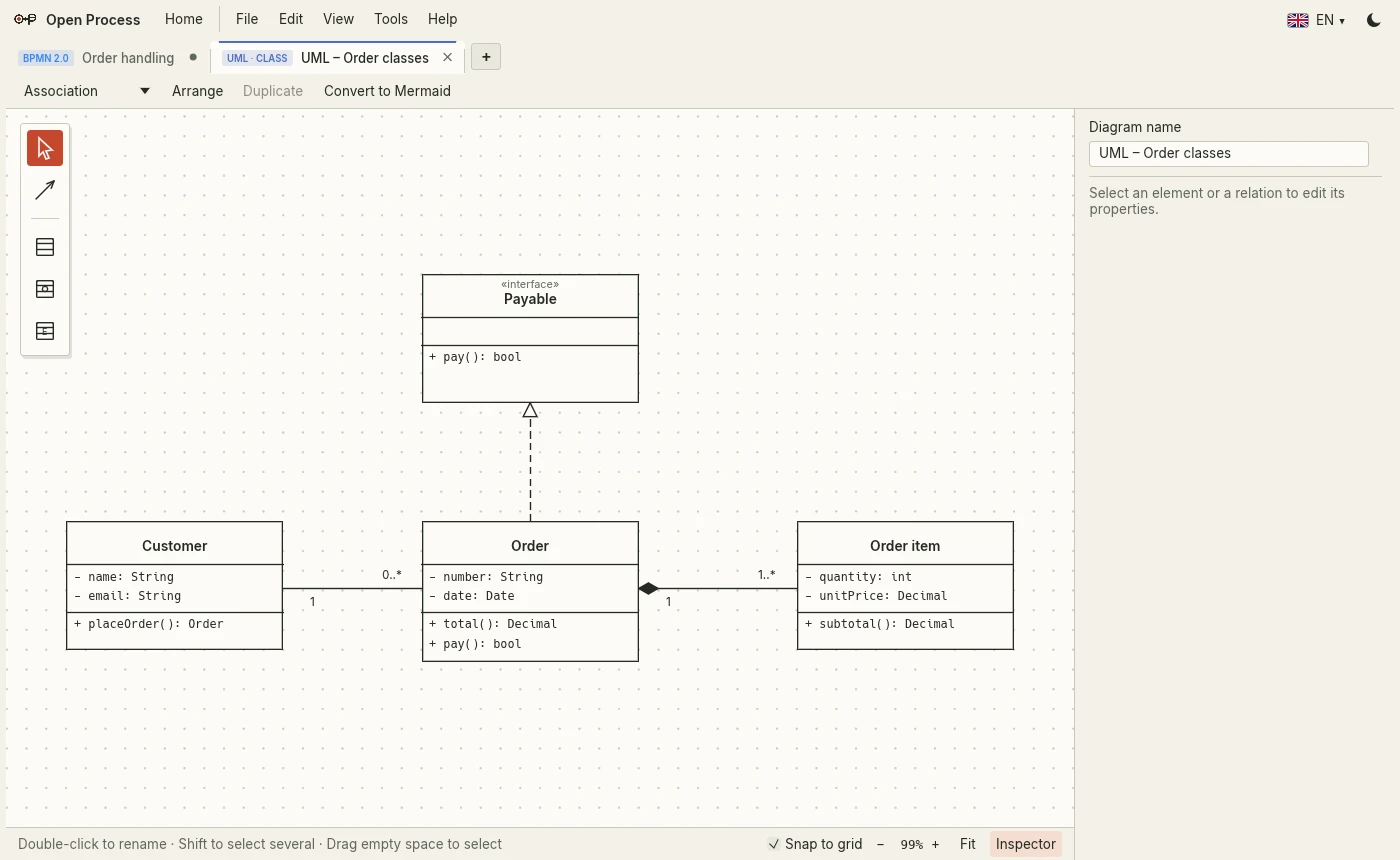 Open Process Home File Edit View Tools Help EN
BPMN 2.0 Order handling UML · CLASS UML – Order classes × +
Association Arrange Duplicate Convert to Mermaid
Diagram name
UML – Order classes
Select an element or a relation to edit its
properties.
E
«interface»
Payable
+ pay(): bool
Customer
– name: String
– email: String
+ placeOrder(): Order
0..*
1
Order
– number: String
– date: Date
+ total(): Decimal
+ pay(): bool
1..*
1
Order item
– quantity: int
– unitPrice: Decimal
+ subtotal(): Decimal
Double-click to rename · Shift to select several · Drag empty space to select ✓ Snap to grid − 99% + Fit Inspector